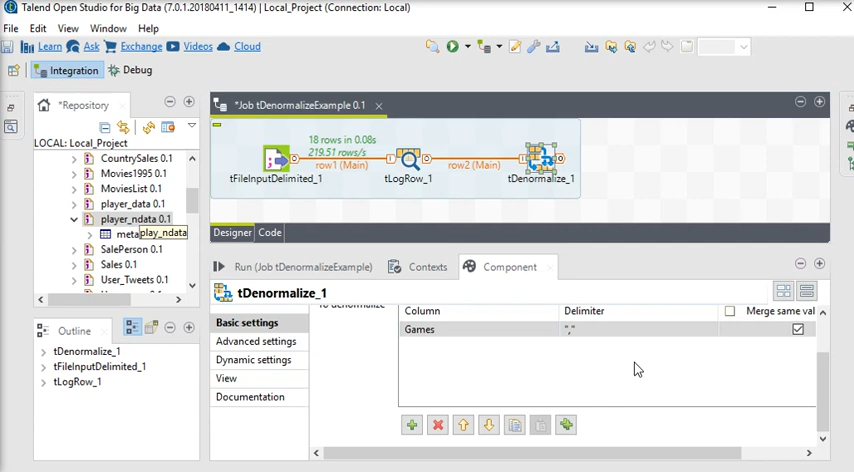 Talend Open Studio for Big Data (7.0.1.20180411_1414) | Local_Project (Connection: Local)
File Edit View Window Help
Learn Ask Exchange Videos Cloud
Integration Debug
*Repository
LOCAL: Local_Project
CountrySales 0.1
Movies1995 0.1
MoviesList 0.1
player_data 0.1
player_ndata 0.1
meta
play_ndata
SalePerson 0.1
Sales 0.1
User_Tweets 0.1
Outline
tDenormalize_1
tFileInputDelimited_1
tLogRow_1
*Job tDenormalizeExample 0.1
18 rows in 0.08s
219.51 rows/s
row1 (Main) row2 (Main)
tFileInputDelimited_1 tLogRow_1 tDenormalize_1
Designer Code
Run (Job tDenormalizeExample) Contexts Component
tDenormalize_1
Basic settings
Advanced settings
Dynamic settings
View
Documentation
Column Delimiter Merge same val
Games ","